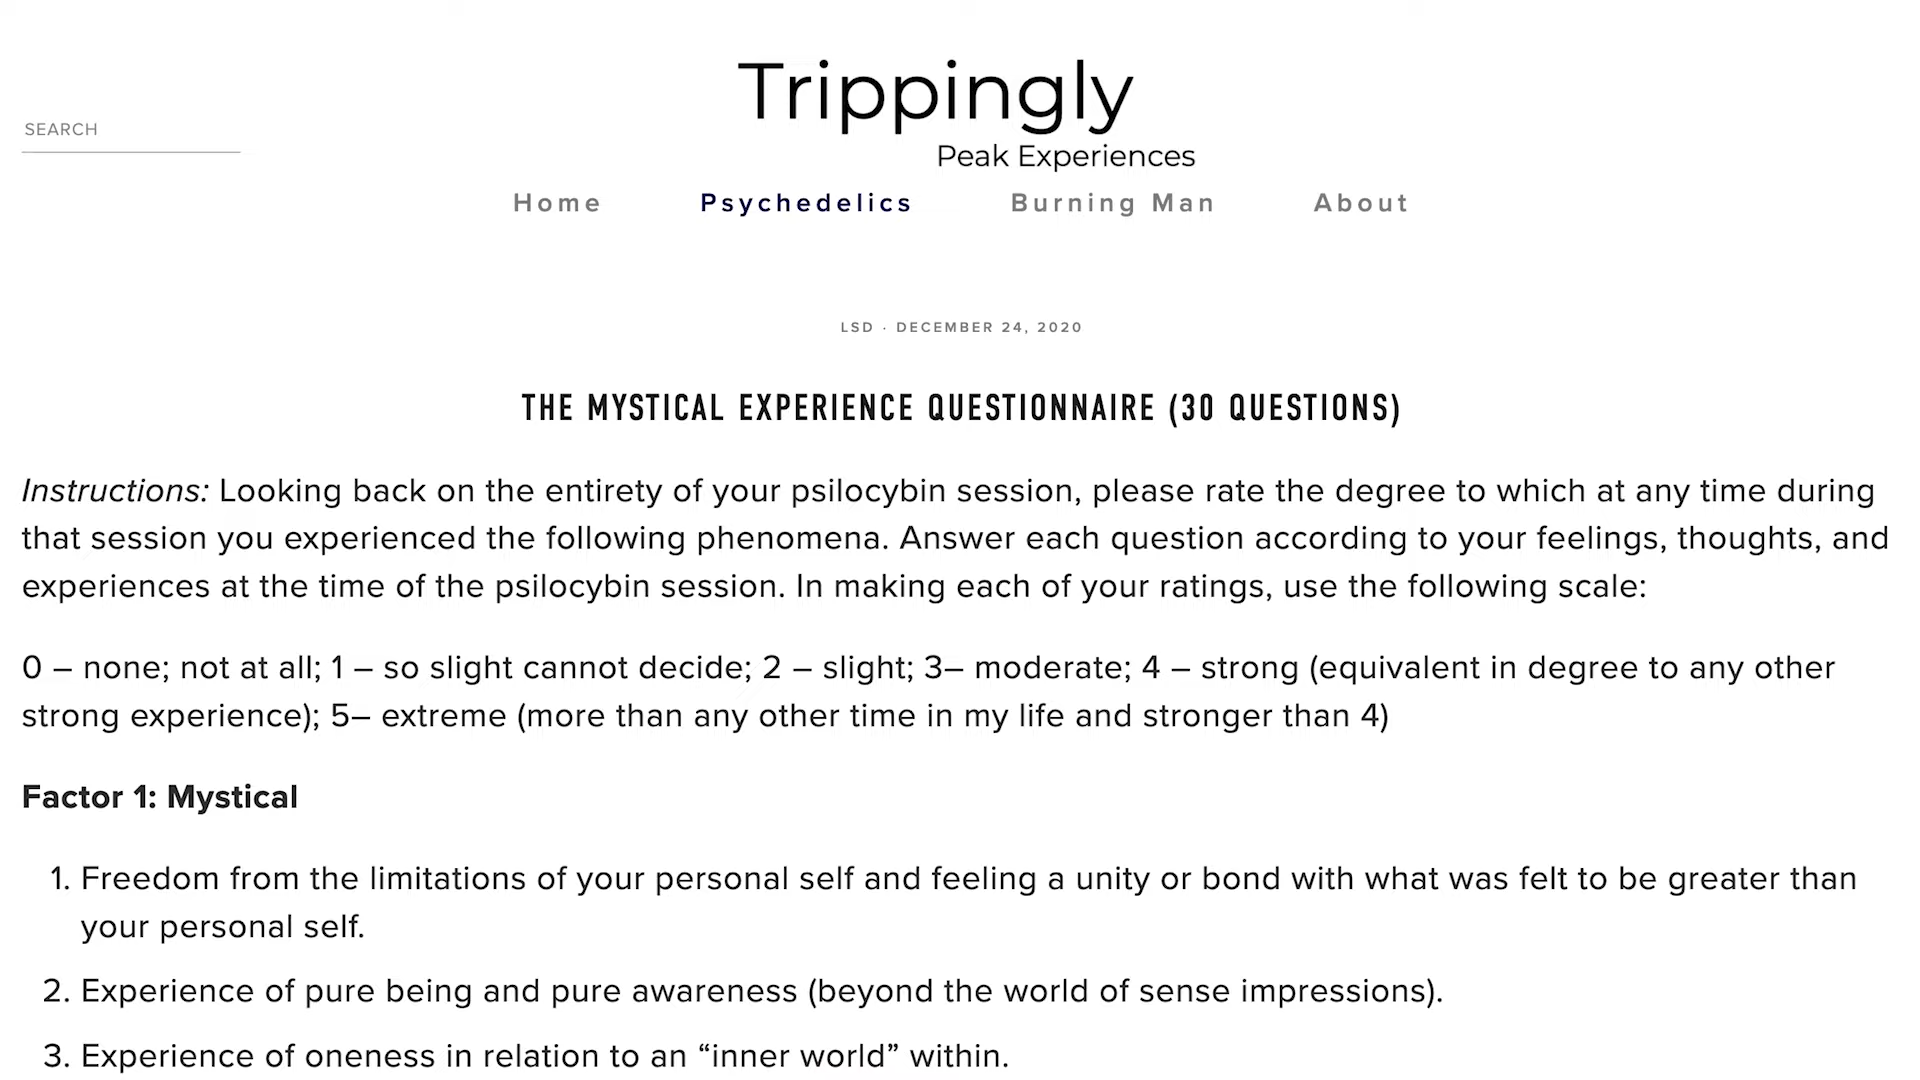 Trippingly
SEARCH
Peak Experiences
Home Psychedelics Burning Man About
LSD · DECEMBER 24, 2020
THE MYSTICAL EXPERIENCE QUESTIONNAIRE (30 QUESTIONS)
Instructions: Looking back on the entirety of your psilocybin session, please rate the degree to which at any time during
that session you experienced the following phenomena. Answer each question according to your feelings, thoughts, and
experiences at the time of the psilocybin session. In making each of your ratings, use the following scale:
0 – none; not at all; 1 – so slight cannot decide; 2 – slight; 3– moderate; 4 – strong (equivalent in degree to any other
strong experience); 5– extreme (more than any other time in my life and stronger than 4)
Factor 1: Mystical
1. Freedom from the limitations of your personal self and feeling a unity or bond with what was felt to be greater than
your personal self.
2. Experience of pure being and pure awareness (beyond the world of sense impressions).
3. Experience of oneness in relation to an “inner world” within.